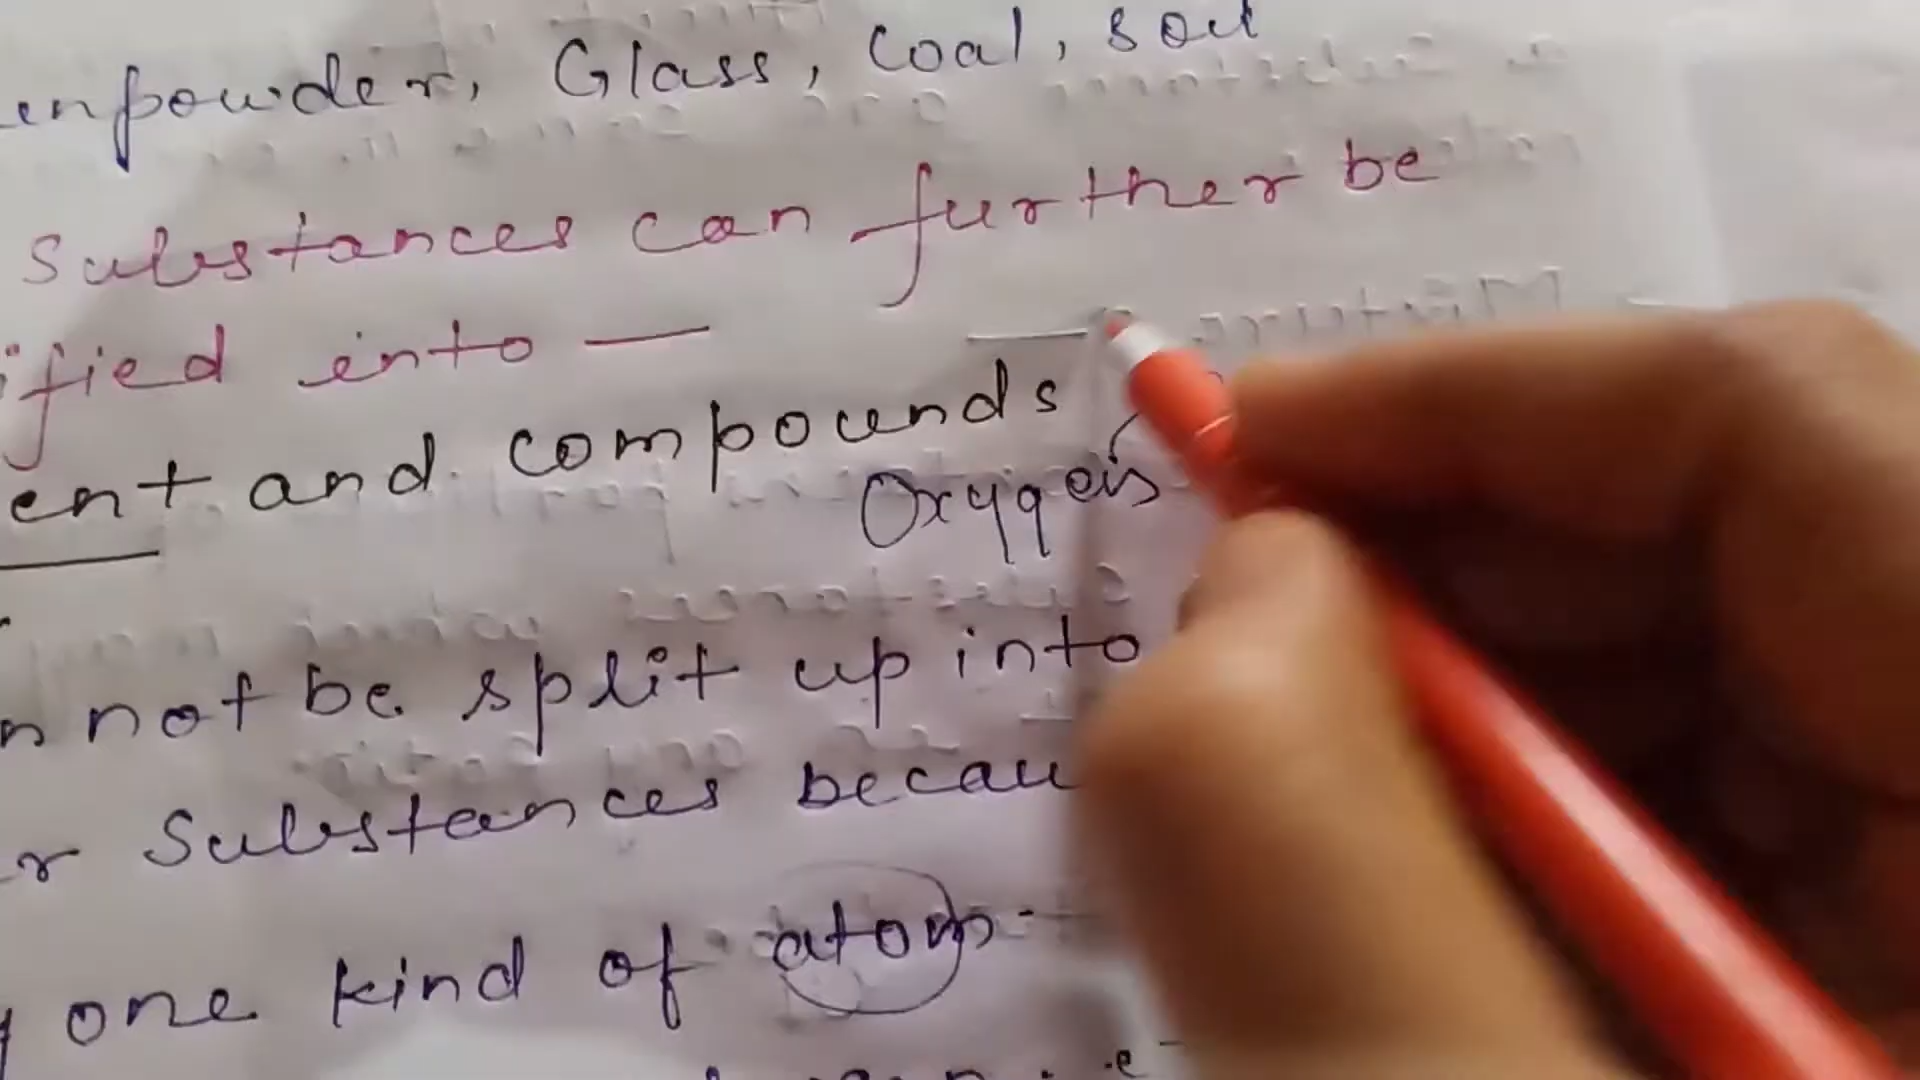 enpowder, Glass, Coal, soil
Substances can further be
ified into —
ent and compounds
Oxygen
n not be split up into
r Substances becau
y one kind of atom.